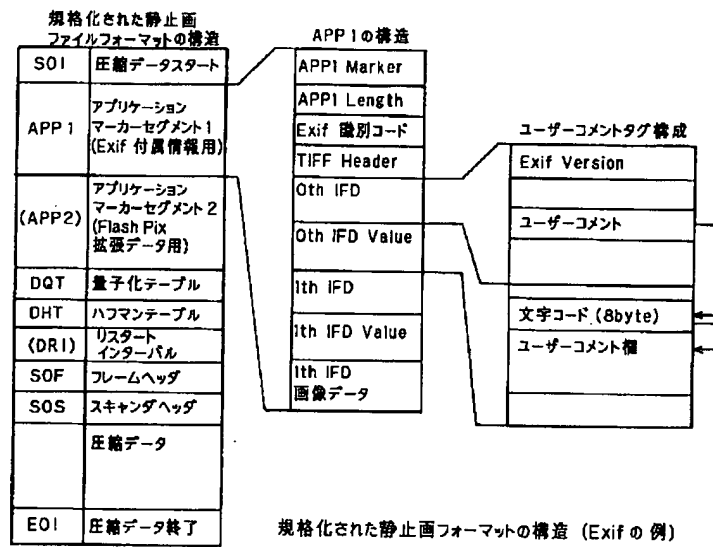 規格化された静止画
ファイルフォーマットの構造
SOI 圧縮データスタート
APP1 アプリケーション
マーカーセグメント1
(Exif 付属情報用)
(APP2) アプリケーション
マーカーセグメント2
(Flash Pix
拡張データ用)
DQT 量子化テーブル
DHT ハフマンテーブル
(DRI) リスタート
インターバル
SOF フレームヘッダ
SOS スキャンダヘッダ
圧縮データ
EOI 圧縮データ終了
APP1の構造
APP1 Marker
APP1 Length
Exif 識別コード
TIFF Header
0th IFD
0th IFD Value
1th IFD
1th IFD Value
1th IFD
画像データ
ユーザーコメントタグ構成
Exif Version
ユーザーコメント
文字コード(8byte)
ユーザーコメント欄
規格化された静止画フォーマットの構造 (Exifの例)